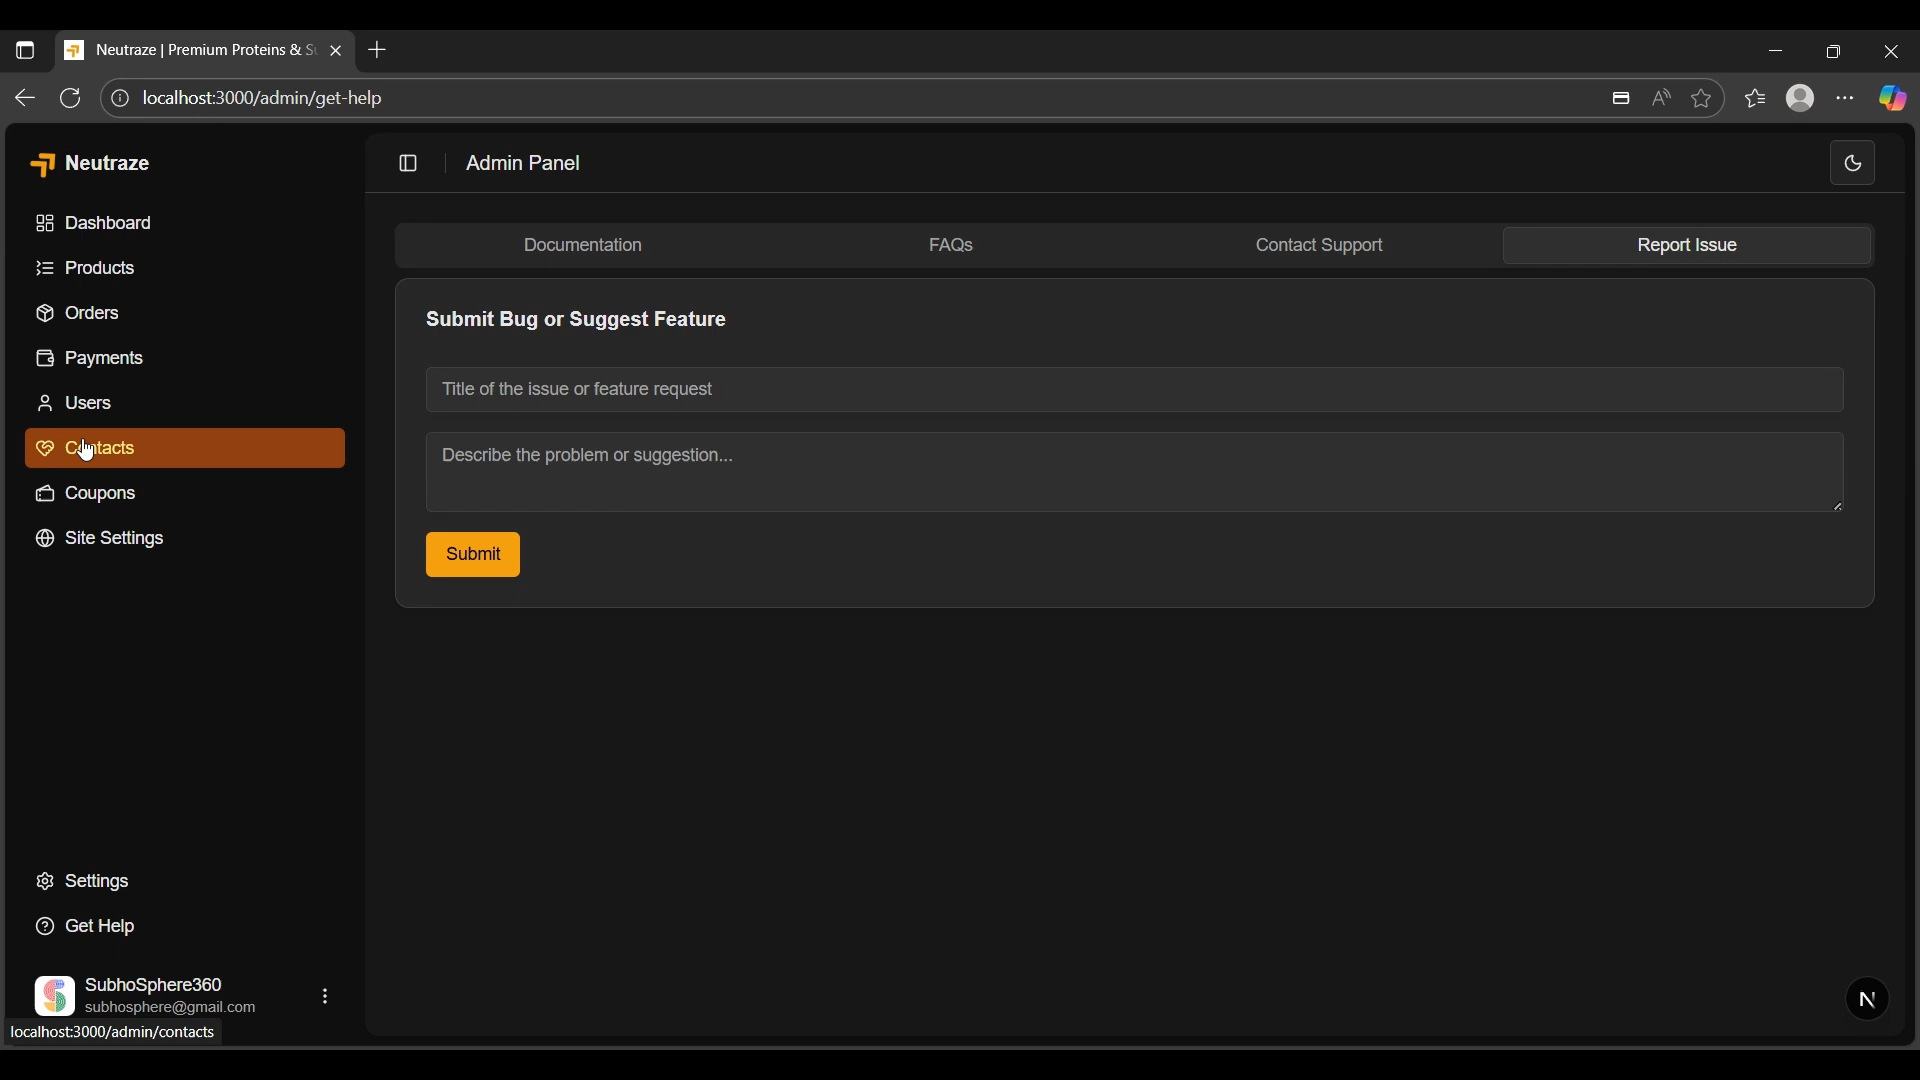 Neutraze | Premium Proteins & S
localhost:3000/admin/get-help
Neutraze
Dashboard
Products
Orders
Payments
Users
Contacts
Coupons
Site Settings
Settings
Get Help
SubhoSphere360
subhosphere@gmail.com
localhost:3000/admin/contacts
Admin Panel
Documentation
FAQs
Contact Support
Report Issue
Submit Bug or Suggest Feature
Title of the issue or feature request
Describe the problem or suggestion...
Submit
N